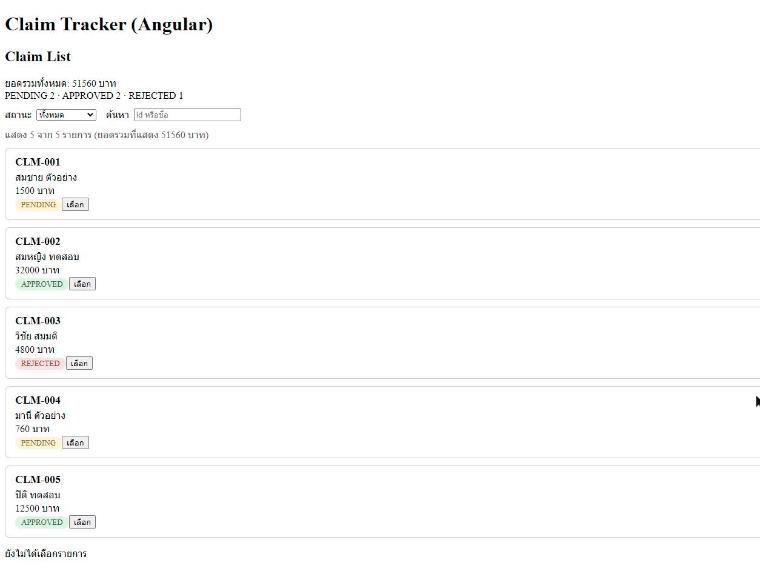 Claim Tracker (Angular)
Claim List
ยอดรวมทั้งหมด: 51560 บาท
PENDING 2 · APPROVED 2 · REJECTED 1
สถานะ ทั้งหมด ค้นหา id หรือชื่อ
แสดง 5 จาก 5 รายการ (ยอดรวมที่แสดง 51560 บาท)
CLM-001
สมชาย ตัวอย่าง
1500 บาท
PENDING เลือก
CLM-002
สมหญิง ทดสอบ
32000 บาท
APPROVED เลือก
CLM-003
วิชัย สมมติ
4800 บาท
REJECTED เลือก
CLM-004
มานี ตัวอย่าง
760 บาท
PENDING เลือก
CLM-005
ปิติ ทดสอบ
12500 บาท
APPROVED เลือก
ยังไม่ได้เลือกรายการ